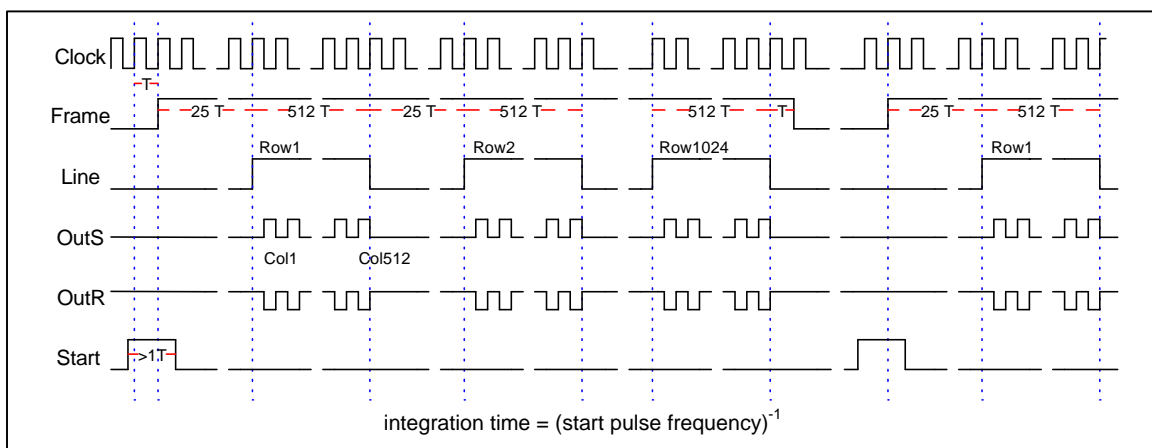 Clock
T
Frame
25 T 512 T 25 T 512 T 512 T T 25 T 512 T
Row1 Row2 Row1024 Row1
Line
OutS
Col1 Col512
OutR
Start
>1T
integration time = (start pulse frequency)-1